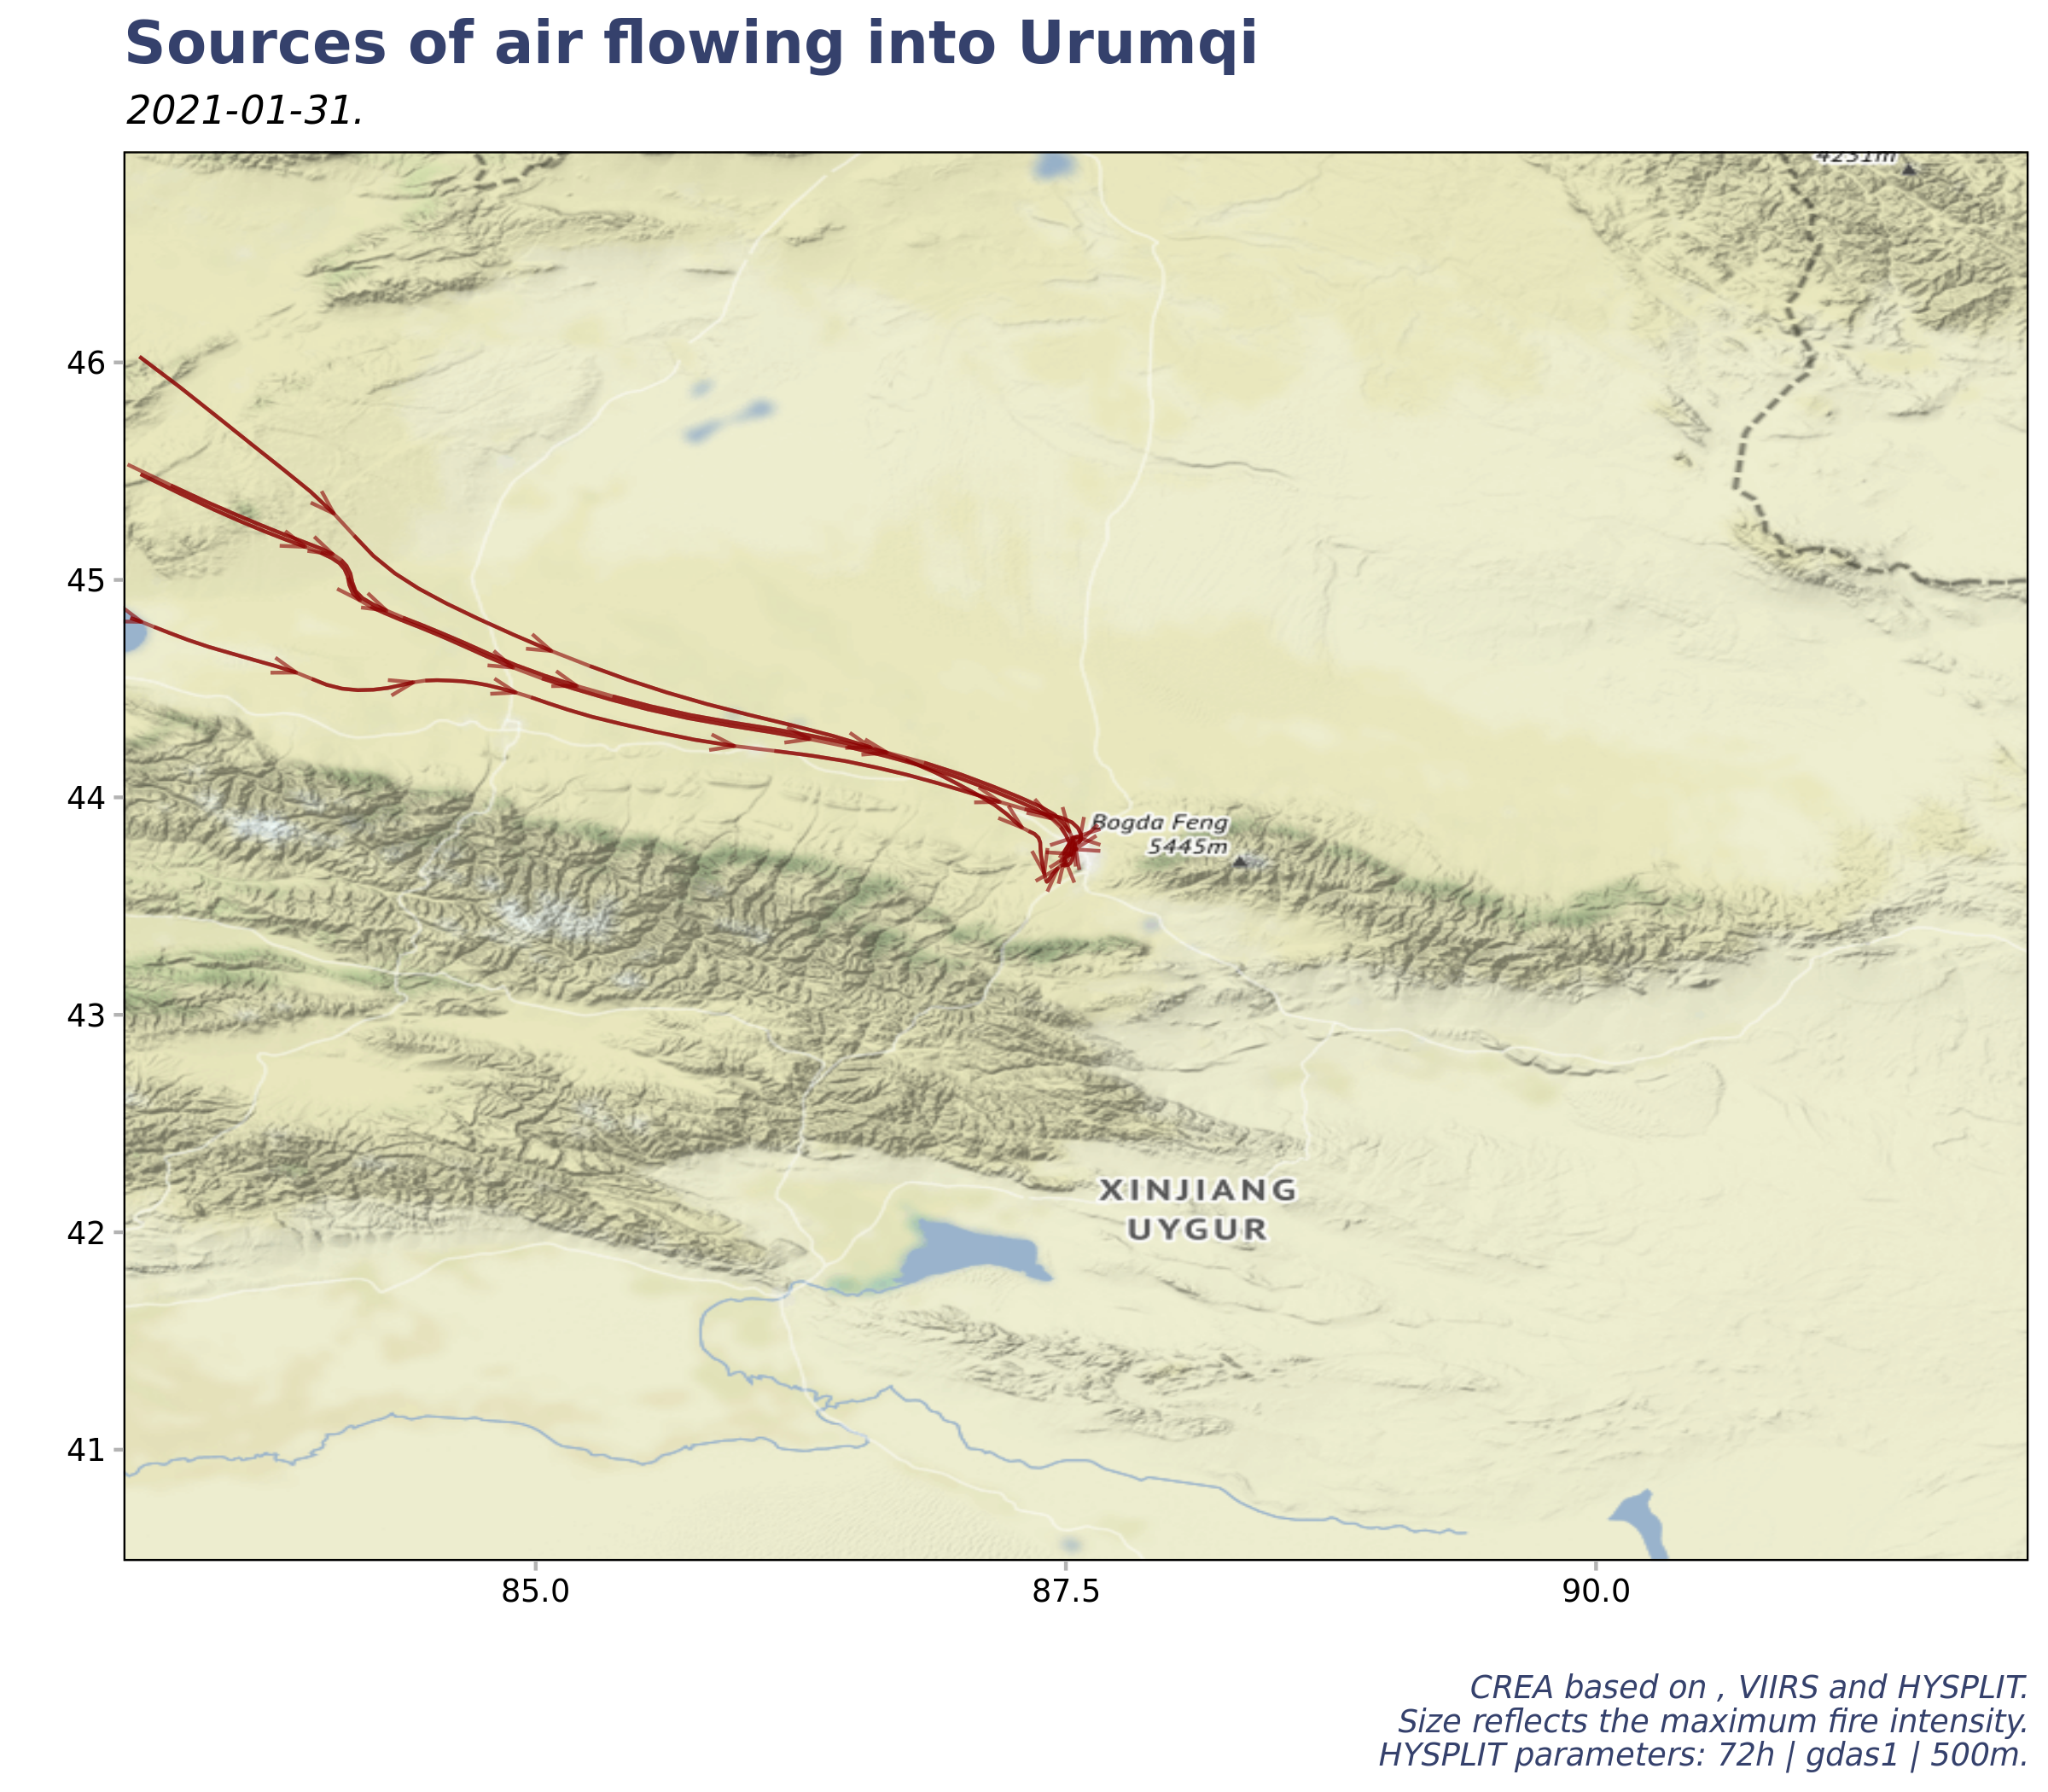 Sources of air flowing into Urumqi
2021-01-31.
4231m
46
45
44
43
42
41
Bogda Feng
5445m
XINJIANG
UYGUR
85.0
87.5
90.0
CREA based on , VIIRS and HYSPLIT.
Size reflects the maximum fire intensity.
HYSPLIT parameters: 72h | gdas1 | 500m.